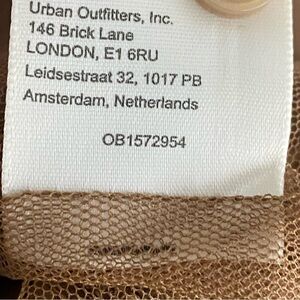 Urban Outfitters, Inc.
146 Brick Lane
LONDON, E1 6RU
Leidsestraat 32, 1017 PB
Amsterdam, Netherlands
OB1572954